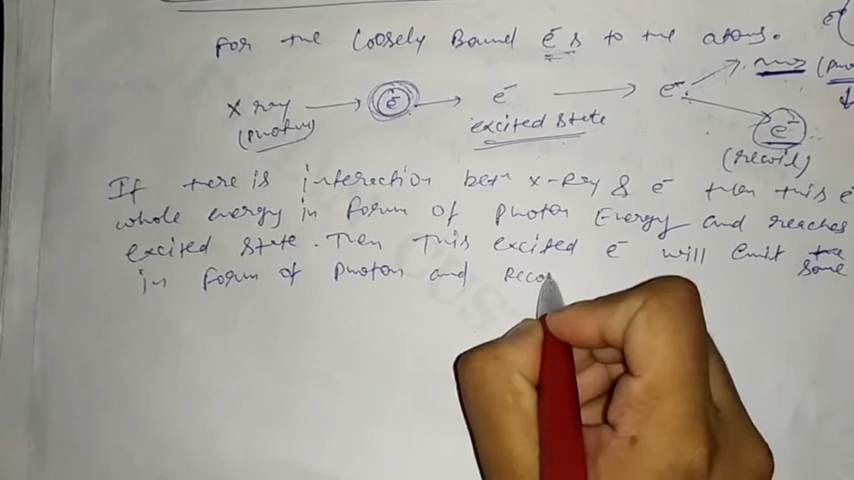 For the Loosely Bound e⁻s to the atoms.
X ray → e⁻ → e⁻ → e⁻
(photon) excited state e⁻
(recoil)
If there is interaction betⁿ X-Ray & e⁻ then this e⁻
whole energy in form of photon Energy and reaches
excited state. Then this excited e⁻ will emit some
in form of photon and Reco